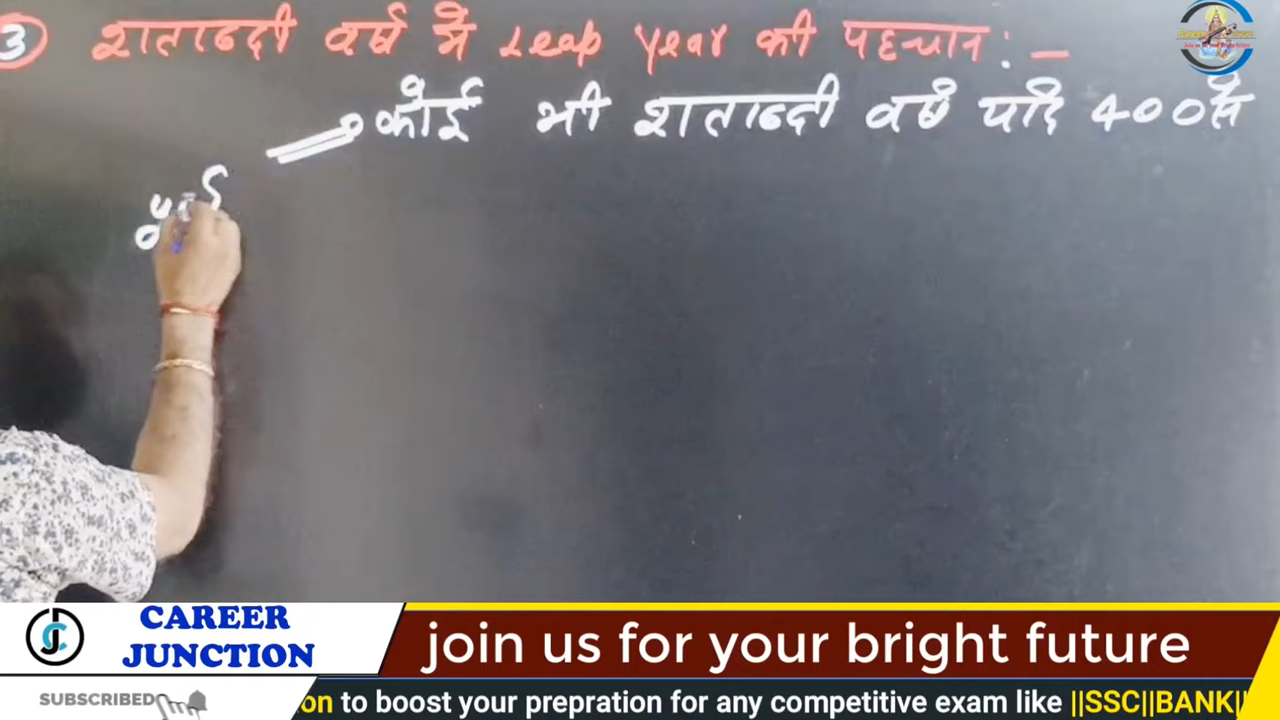 3 शताब्दी वर्ष में Leap Year की पहचान : —
कोई भी शताब्दी वर्ष यदि 400 से
CAREER JUNCTION
join us for your bright future
SUBSCRIBED
on to boost your prepration for any competitive exam like ||SSC||BANK||